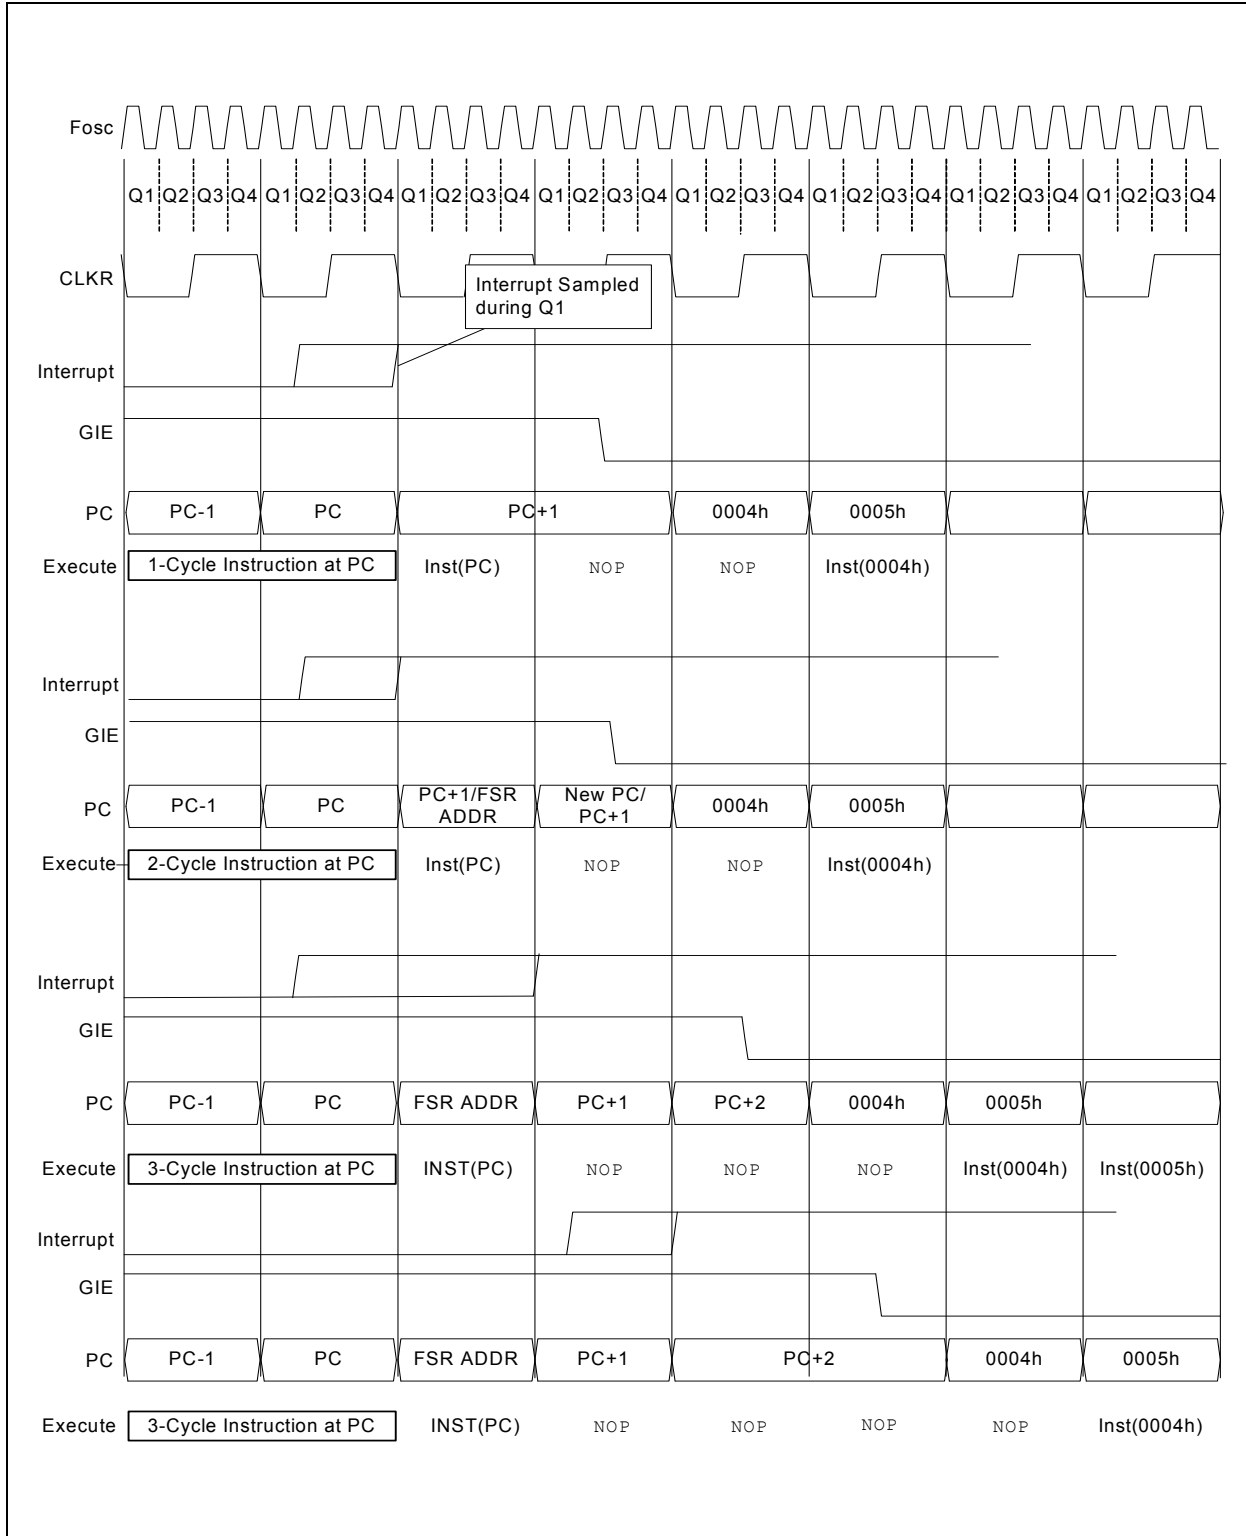 Fosc
Q1 Q2 Q3 Q4 Q1 Q2 Q3 Q4 Q1 Q2 Q3 Q4 Q1 Q2 Q3 Q4 Q1 Q2 Q3 Q4 Q1 Q2 Q3 Q4 Q1 Q2 Q3 Q4 Q1 Q2 Q3 Q4
CLKR
Interrupt Sampled
during Q1
Interrupt
GIE
PC PC-1 PC PC+1 0004h 0005h
Execute 1-Cycle Instruction at PC Inst(PC) NOP NOP Inst(0004h)
Interrupt
GIE
PC PC-1 PC PC+1/FSR ADDR New PC/ PC+1 0004h 0005h
Execute 2-Cycle Instruction at PC Inst(PC) NOP NOP Inst(0004h)
Interrupt
GIE
PC PC-1 PC FSR ADDR PC+1 PC+2 0004h 0005h
Execute 3-Cycle Instruction at PC INST(PC) NOP NOP NOP Inst(0004h) Inst(0005h)
Interrupt
GIE
PC PC-1 PC FSR ADDR PC+1 PC+2 0004h 0005h
Execute 3-Cycle Instruction at PC INST(PC) NOP NOP NOP NOP Inst(0004h)